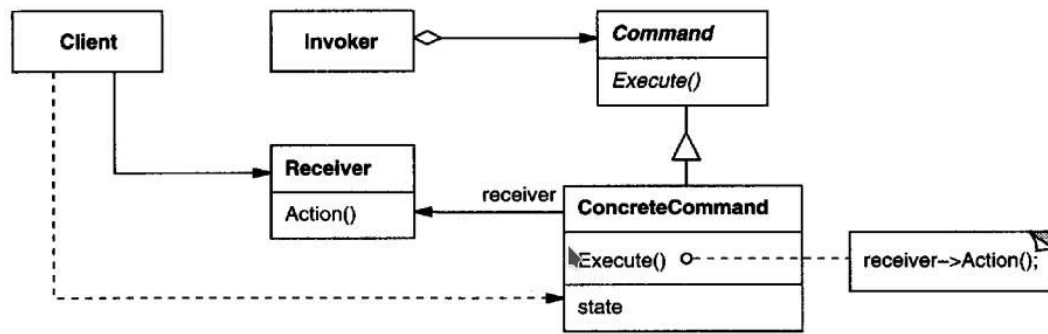 Client
Invoker
Command
Execute()
Receiver
Action()
receiver
ConcreteCommand
Execute()
receiver->Action();
state